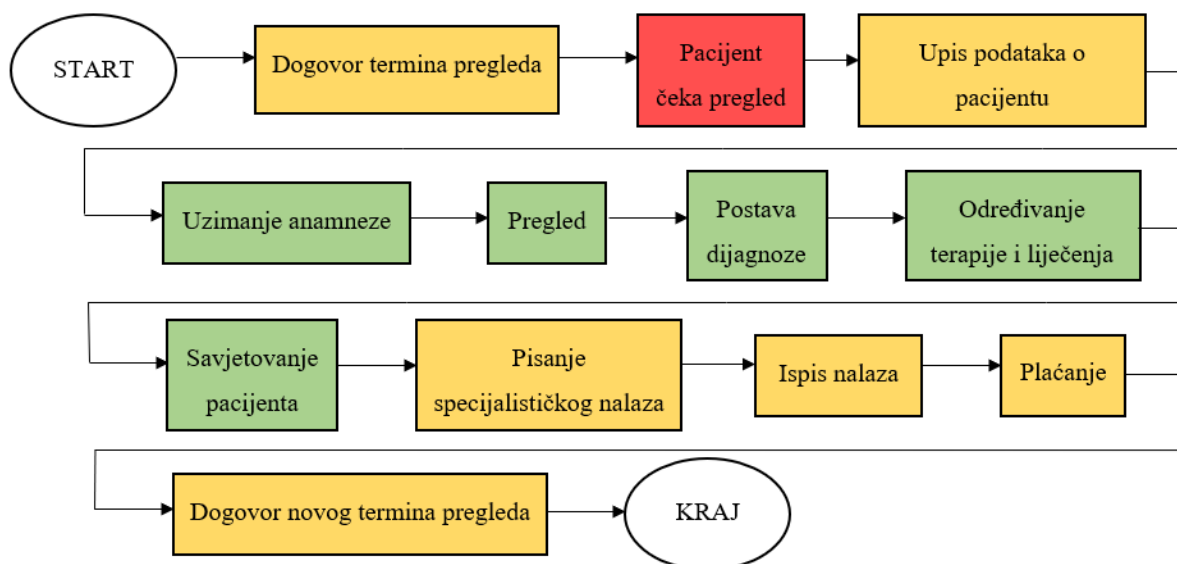 START
Dogovor termina pregleda
Pacijent
čeka pregled
Upis podataka o
pacijentu
Uzimanje anamneze
Pregled
Postava
dijagnoze
Određivanje
terapije i liječenja
Savjetovanje
pacijenta
Pisanje
specijalističkog nalaza
Ispis nalaza
Plaćanje
Dogovor novog termina pregleda
KRAJ